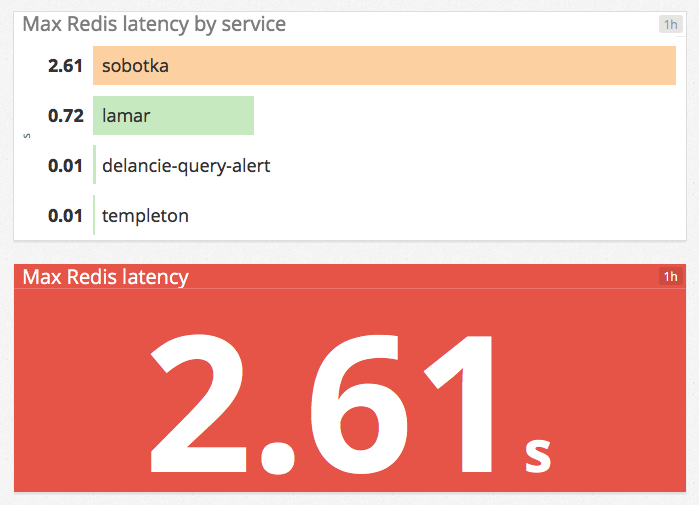 Max Redis latency by service 1h
2.61 sobotka
0.72 lamar
s
0.01 delancie-query-alert
0.01 templeton
Max Redis latency 1h
2.61 s